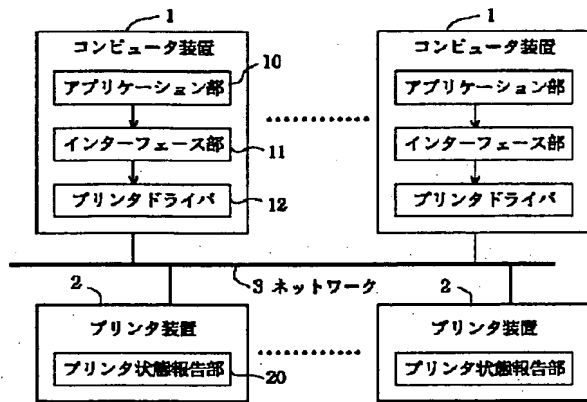 1
コンピュータ装置
アプリケーション部
10
インターフェース部
11
プリンタドライバ
12
1
コンピュータ装置
アプリケーション部
インターフェース部
プリンタドライバ
3 ネットワーク
2
プリンタ装置
プリンタ状態報告部
20
2
プリンタ装置
プリンタ状態報告部